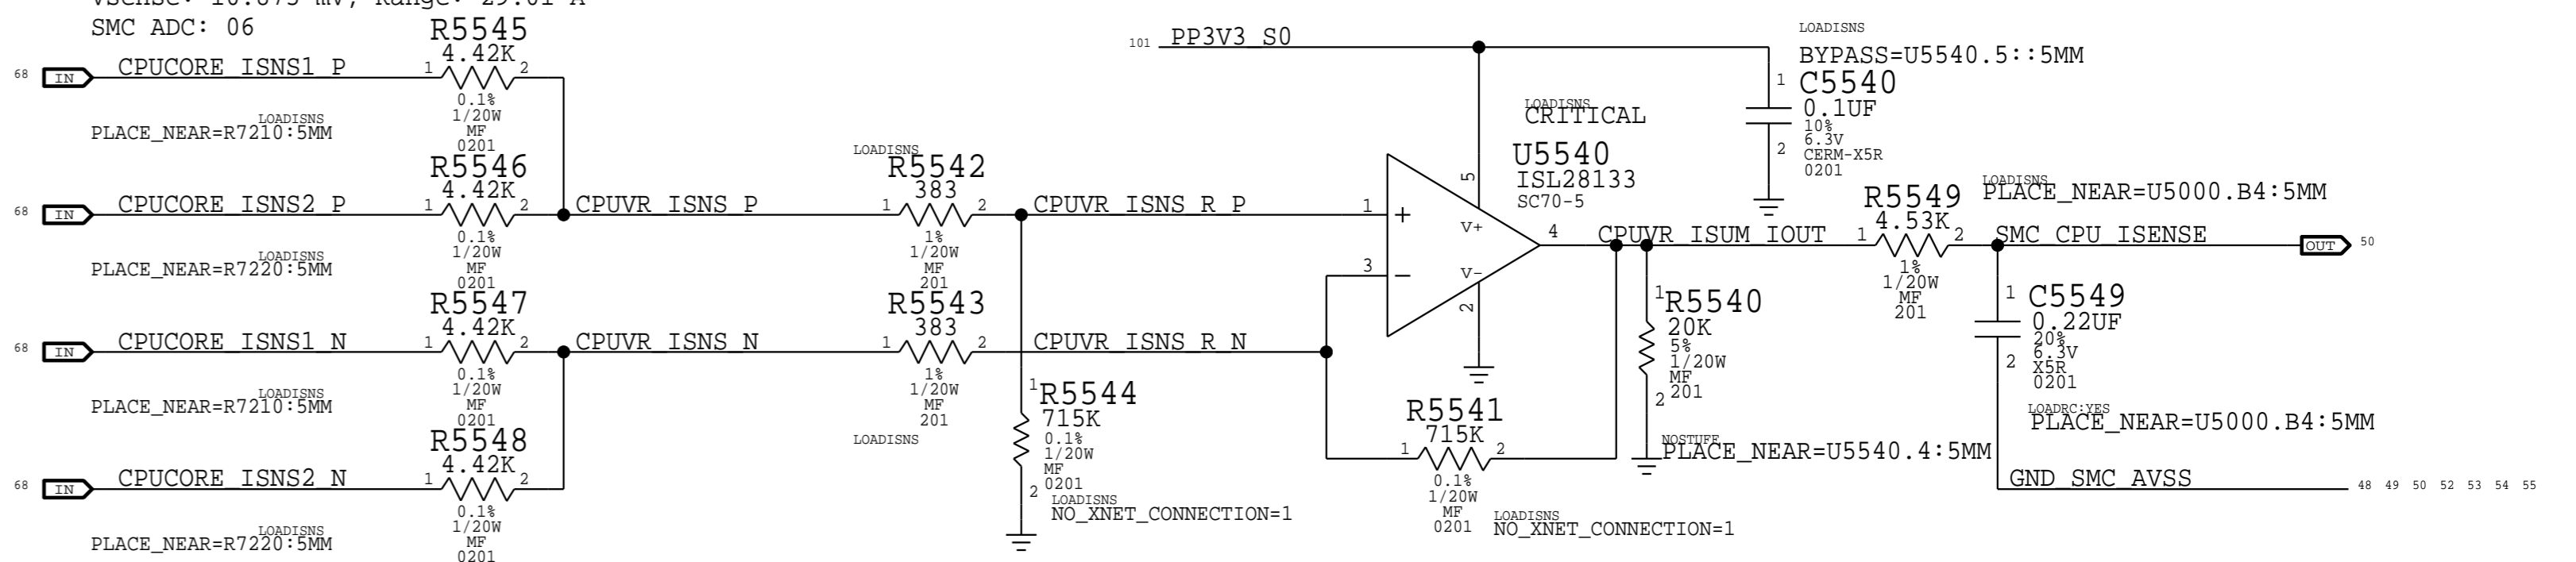 SMC ADC: 06
R5545
4.42K
68 IN CPUCORE_ISNS1_P 1 2
0.1%
1/20W
MF
0201
LOADISNS
PLACE_NEAR=R7210:5MM
R5546
4.42K
68 IN CPUCORE_ISNS2_P 1 2 CPUVR_ISNS_P
0.1%
1/20W
MF
0201
LOADISNS
PLACE_NEAR=R7220:5MM
R5547
4.42K
68 IN CPUCORE_ISNS1_N 1 2 CPUVR_ISNS_N
0.1%
1/20W
MF
0201
LOADISNS
PLACE_NEAR=R7210:5MM
R5548
4.42K
68 IN CPUCORE_ISNS2_N 1 2
0.1%
1/20W
MF
0201
LOADISNS
PLACE_NEAR=R7220:5MM
LOADISNS
R5542
383
1 2 CPUVR_ISNS_R_P
1%
1/20W
MF
201
R5543
383
1 2 CPUVR_ISNS_R_N
1%
1/20W
MF
201
LOADISNS
1 R5544
715K
0.1%
1/20W
MF
0201
2
LOADISNS
NO_XNET_CONNECTION=1
101 PP3V3_S0
LOADISNS
CRITICAL
U5540
ISL28133
SC70-5
5
1 +
V+
4
3 −
V-
2
LOADISNS
BYPASS=U5540.5::5MM
1 C5540
0.1UF
10%
6.3V
2 CERM-X5R
0201
CPUVR_ISUM_IOUT
1 R5540
20K
5%
1/20W
MF
2 201
NOSTUFF
PLACE_NEAR=U5540.4:5MM
R5541
715K
1 2
0.1%
1/20W
MF
0201
LOADISNS
NO_XNET_CONNECTION=1
LOADISNS
PLACE_NEAR=U5000.B4:5MM
R5549
4.53K
1 2 SMC_CPU_ISENSE OUT 50
1%
1/20W
MF
201
1 C5549
0.22UF
20%
6.3V
2 X5R
0201
LOADRC:YES
PLACE_NEAR=U5000.B4:5MM
GND_SMC_AVSS 48 49 50 52 53 54 55